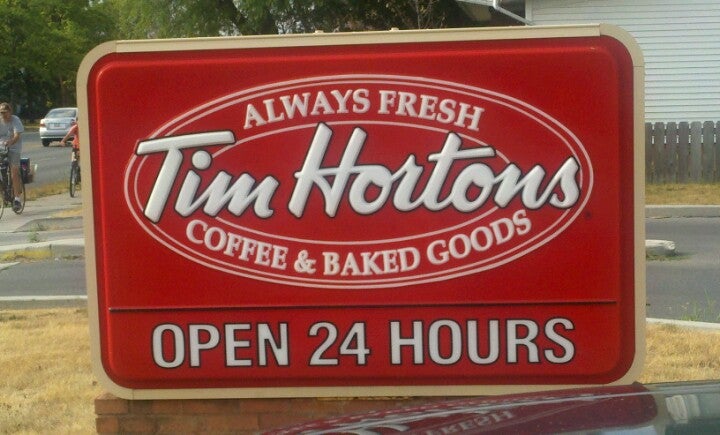 ALWAYS FRESH
Tim Hortons
COFFEE & BAKED GOODS
OPEN 24 HOURS